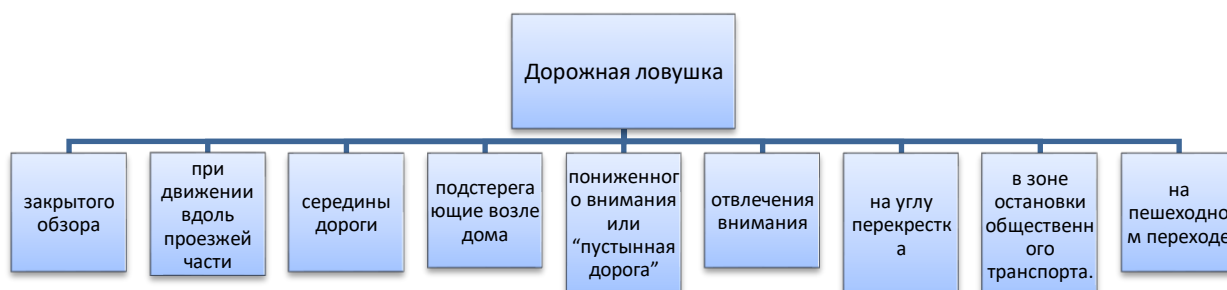 Дорожная ловушка
закрытого
обзора
при
движении
вдоль
проезжей
части
середины
дороги
подстерега
ющие возле
дома
пониженног
о внимания
или
“пустынная
дорога”
отвлечения
внимания
на углу
перекрестк
а
в зоне
остановки
общественн
ого
транспорта.
на
пешеходно
м переходе